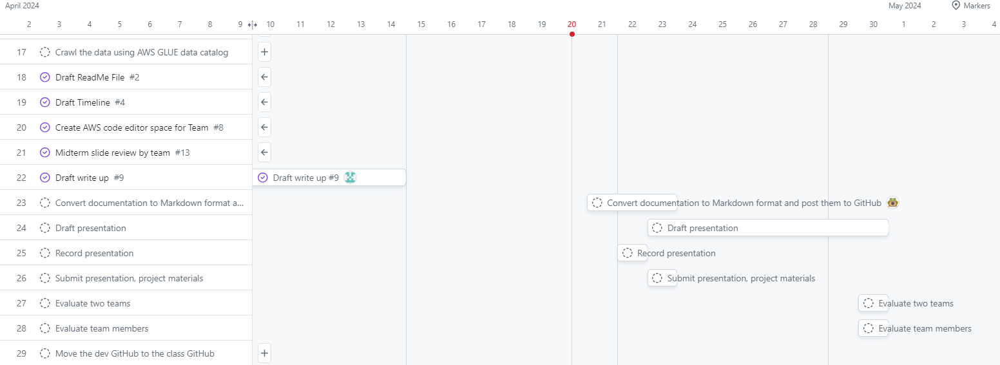 April 2024 May 2024 Markers
2 3 4 5 6 7 8 9 10 11 12 13 14 15 16 17 18 19 20 21 22 23 24 25 26 27 28 29 30 1 2 3 4
17 Crawl the data using AWS GLUE data catalog
18 Draft ReadMe File #2
19 Draft Timeline #4
20 Create AWS code editor space for Team #8
21 Midterm slide review by team #13
22 Draft write up #9 Draft write up #9
23 Convert documentation to Markdown format a... Convert documentation to Markdown format and post them to GitHub
24 Draft presentation Draft presentation
25 Record presentation Record presentation
26 Submit presentation, project materials Submit presentation, project materials
27 Evaluate two teams Evaluate two teams
28 Evaluate team members Evaluate team members
29 Move the dev GitHub to the class GitHub